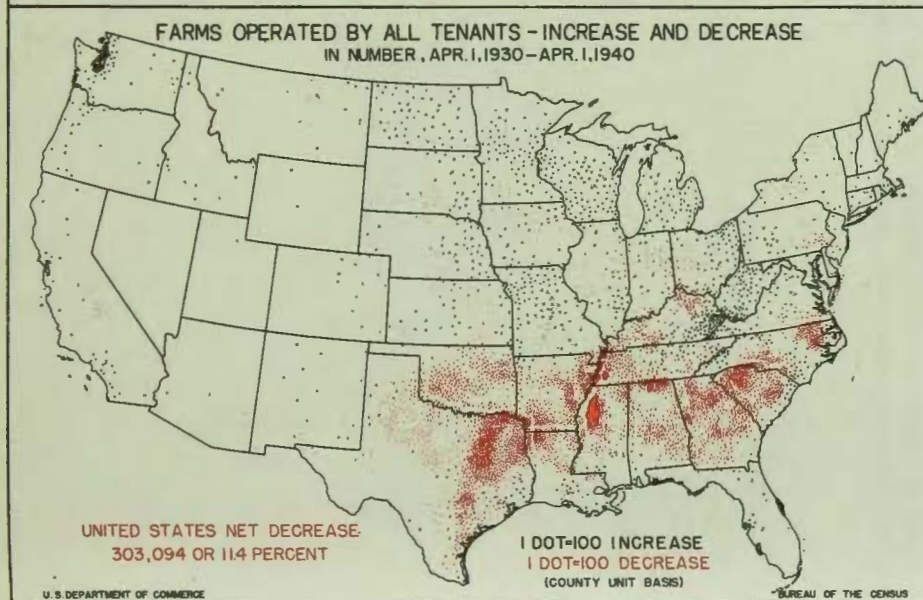 FARMS OPERATED BY ALL TENANTS - INCREASE AND DECREASE
IN NUMBER, APR. 1, 1930 - APR. 1, 1940
UNITED STATES NET DECREASE
303,094 OR 11.4 PERCENT
1 DOT=100 INCREASE
1 DOT=100 DECREASE
(COUNTY UNIT BASIS)
U.S. DEPARTMENT OF COMMERCE
BUREAU OF THE CENSUS